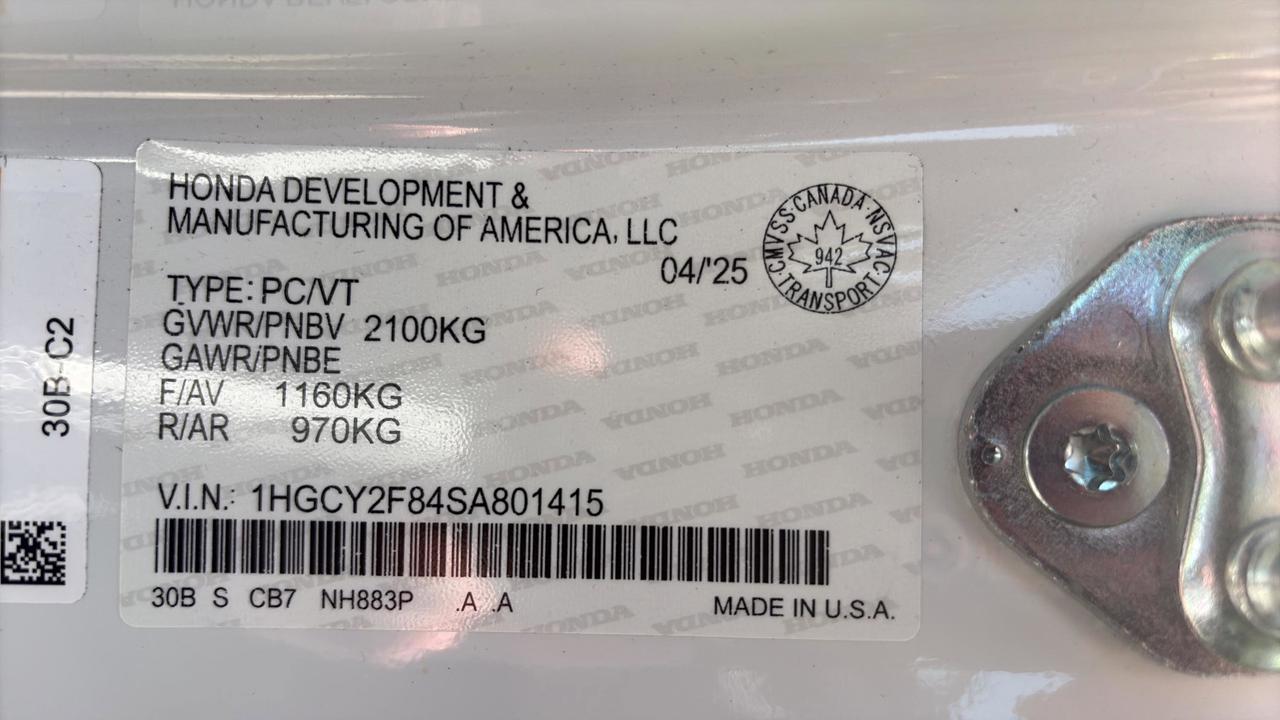 HONDA DEVELOPMENT &
MANUFACTURING OF AMERICA, LLC
04/'25
CMVSS·CANADA·NSVAC·TRANSPORT
942
TYPE: PC/VT
GVWR/PNBV 2100KG
GAWR/PNBE
F/AV 1160KG
R/AR 970KG
V.I.N.: 1HGCY2F84SA801415
30B S CB7 NH883P .A .A
MADE IN U.S.A.
30B-C2
HONDA